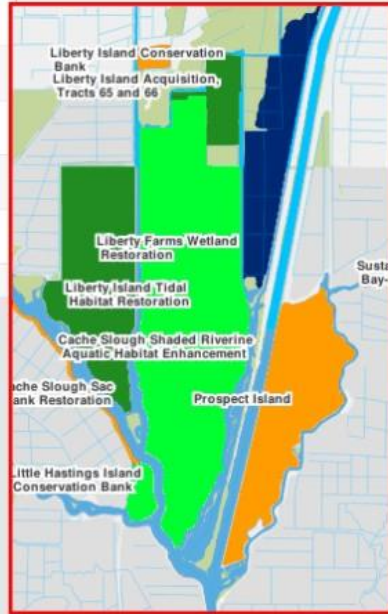 Liberty Island Conservation
Bank
Liberty Island Acquisition,
Tracts 65 and 66
Liberty Farms Wetland
Restoration
Liberty Island Tidal
Habitat Restoration
Susta
Bay-
Cache Slough Shaded Riverine
Aquatic Habitat Enhancement
ache Slough Sac
ank Restoration
Prospect Island
Little Hastings Island
Conservation Bank